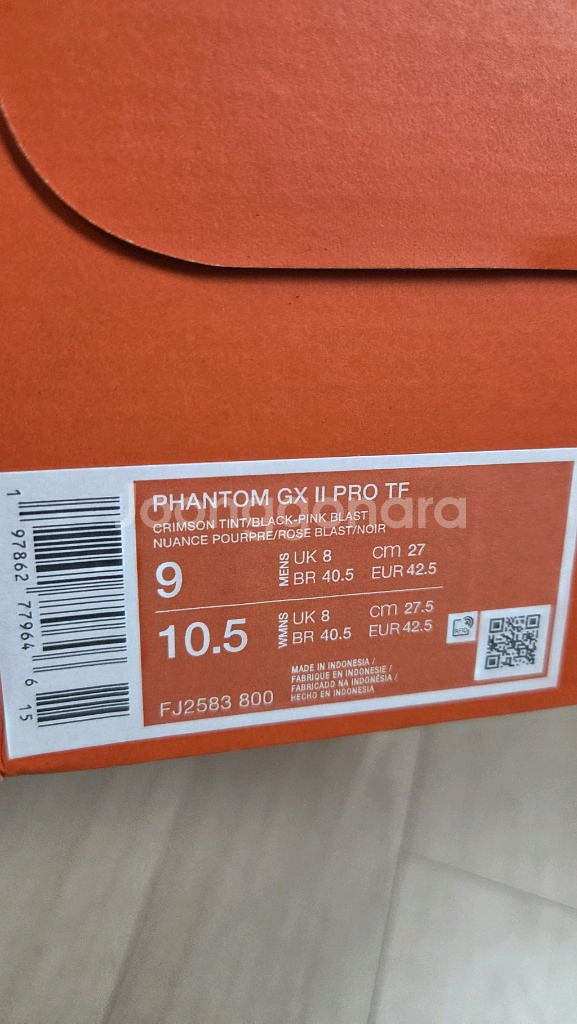 PHANTOM GX II PRO TF
CRIMSON TINT/BLACK-PINK BLAST
NUANCE POURPRE/ROSE BLAST/NOIR
9 MENS UK 8 cm 27
BR 40.5 EUR 42.5
10.5 WMNS UK 8 cm 27.5
BR 40.5 EUR 42.5
MADE IN INDONESIA /
FABRIQUE EN INDONESIE /
FABRICADO NA INDONÉSIA /
HECHO EN INDONESIA
FJ2583 800
1 97862 77964 6 15
Joongonara